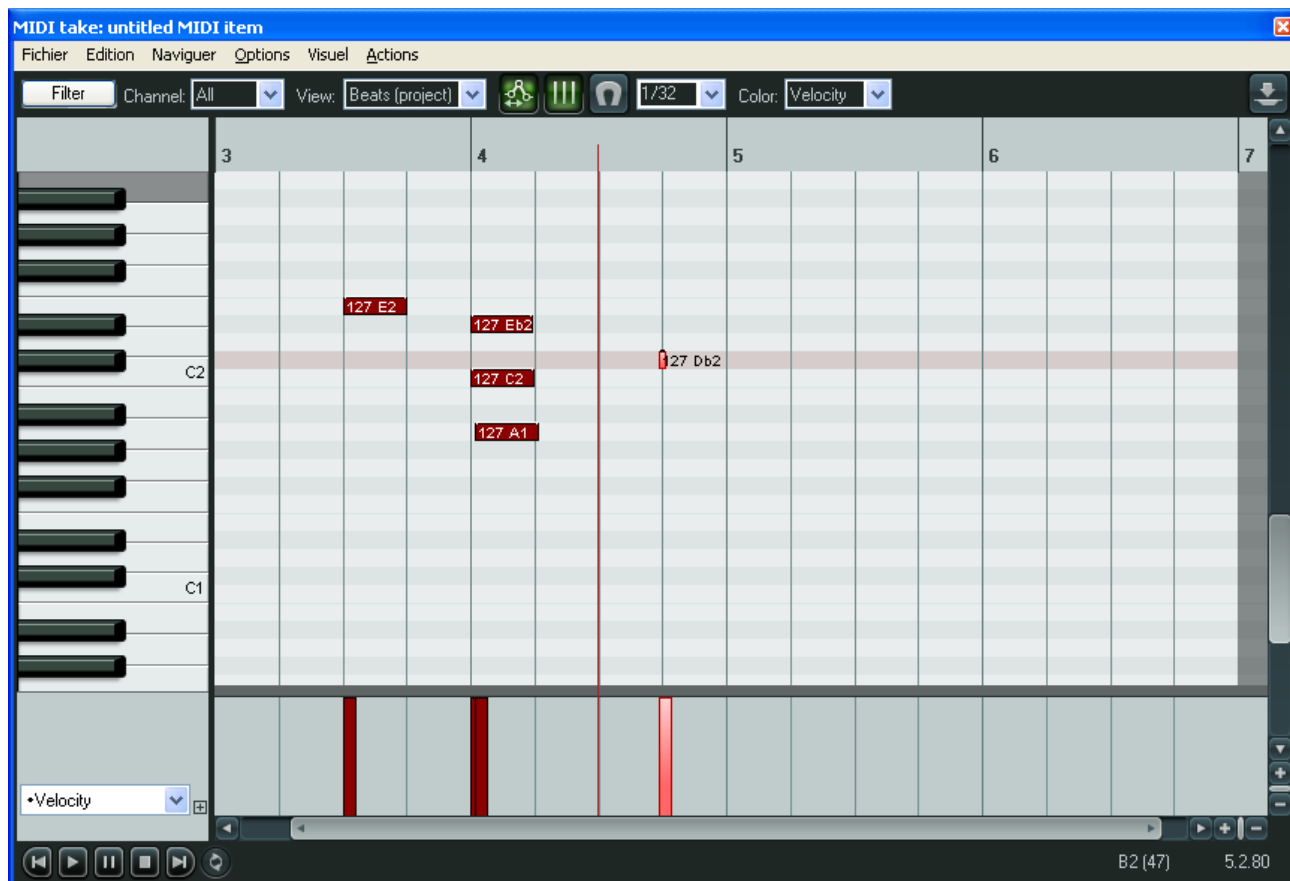 MIDI take: untitled MIDI item
Fichier Edition Naviguer Options Visuel Actions
Filter Channel: All View: Beats (project) 1/32 Color: Velocity
3 4 5 6 7
127 E2
127 Eb2
127 Db2
C2 127 C2
127 A1
C1
•Velocity
B2 (47) 5.2.80